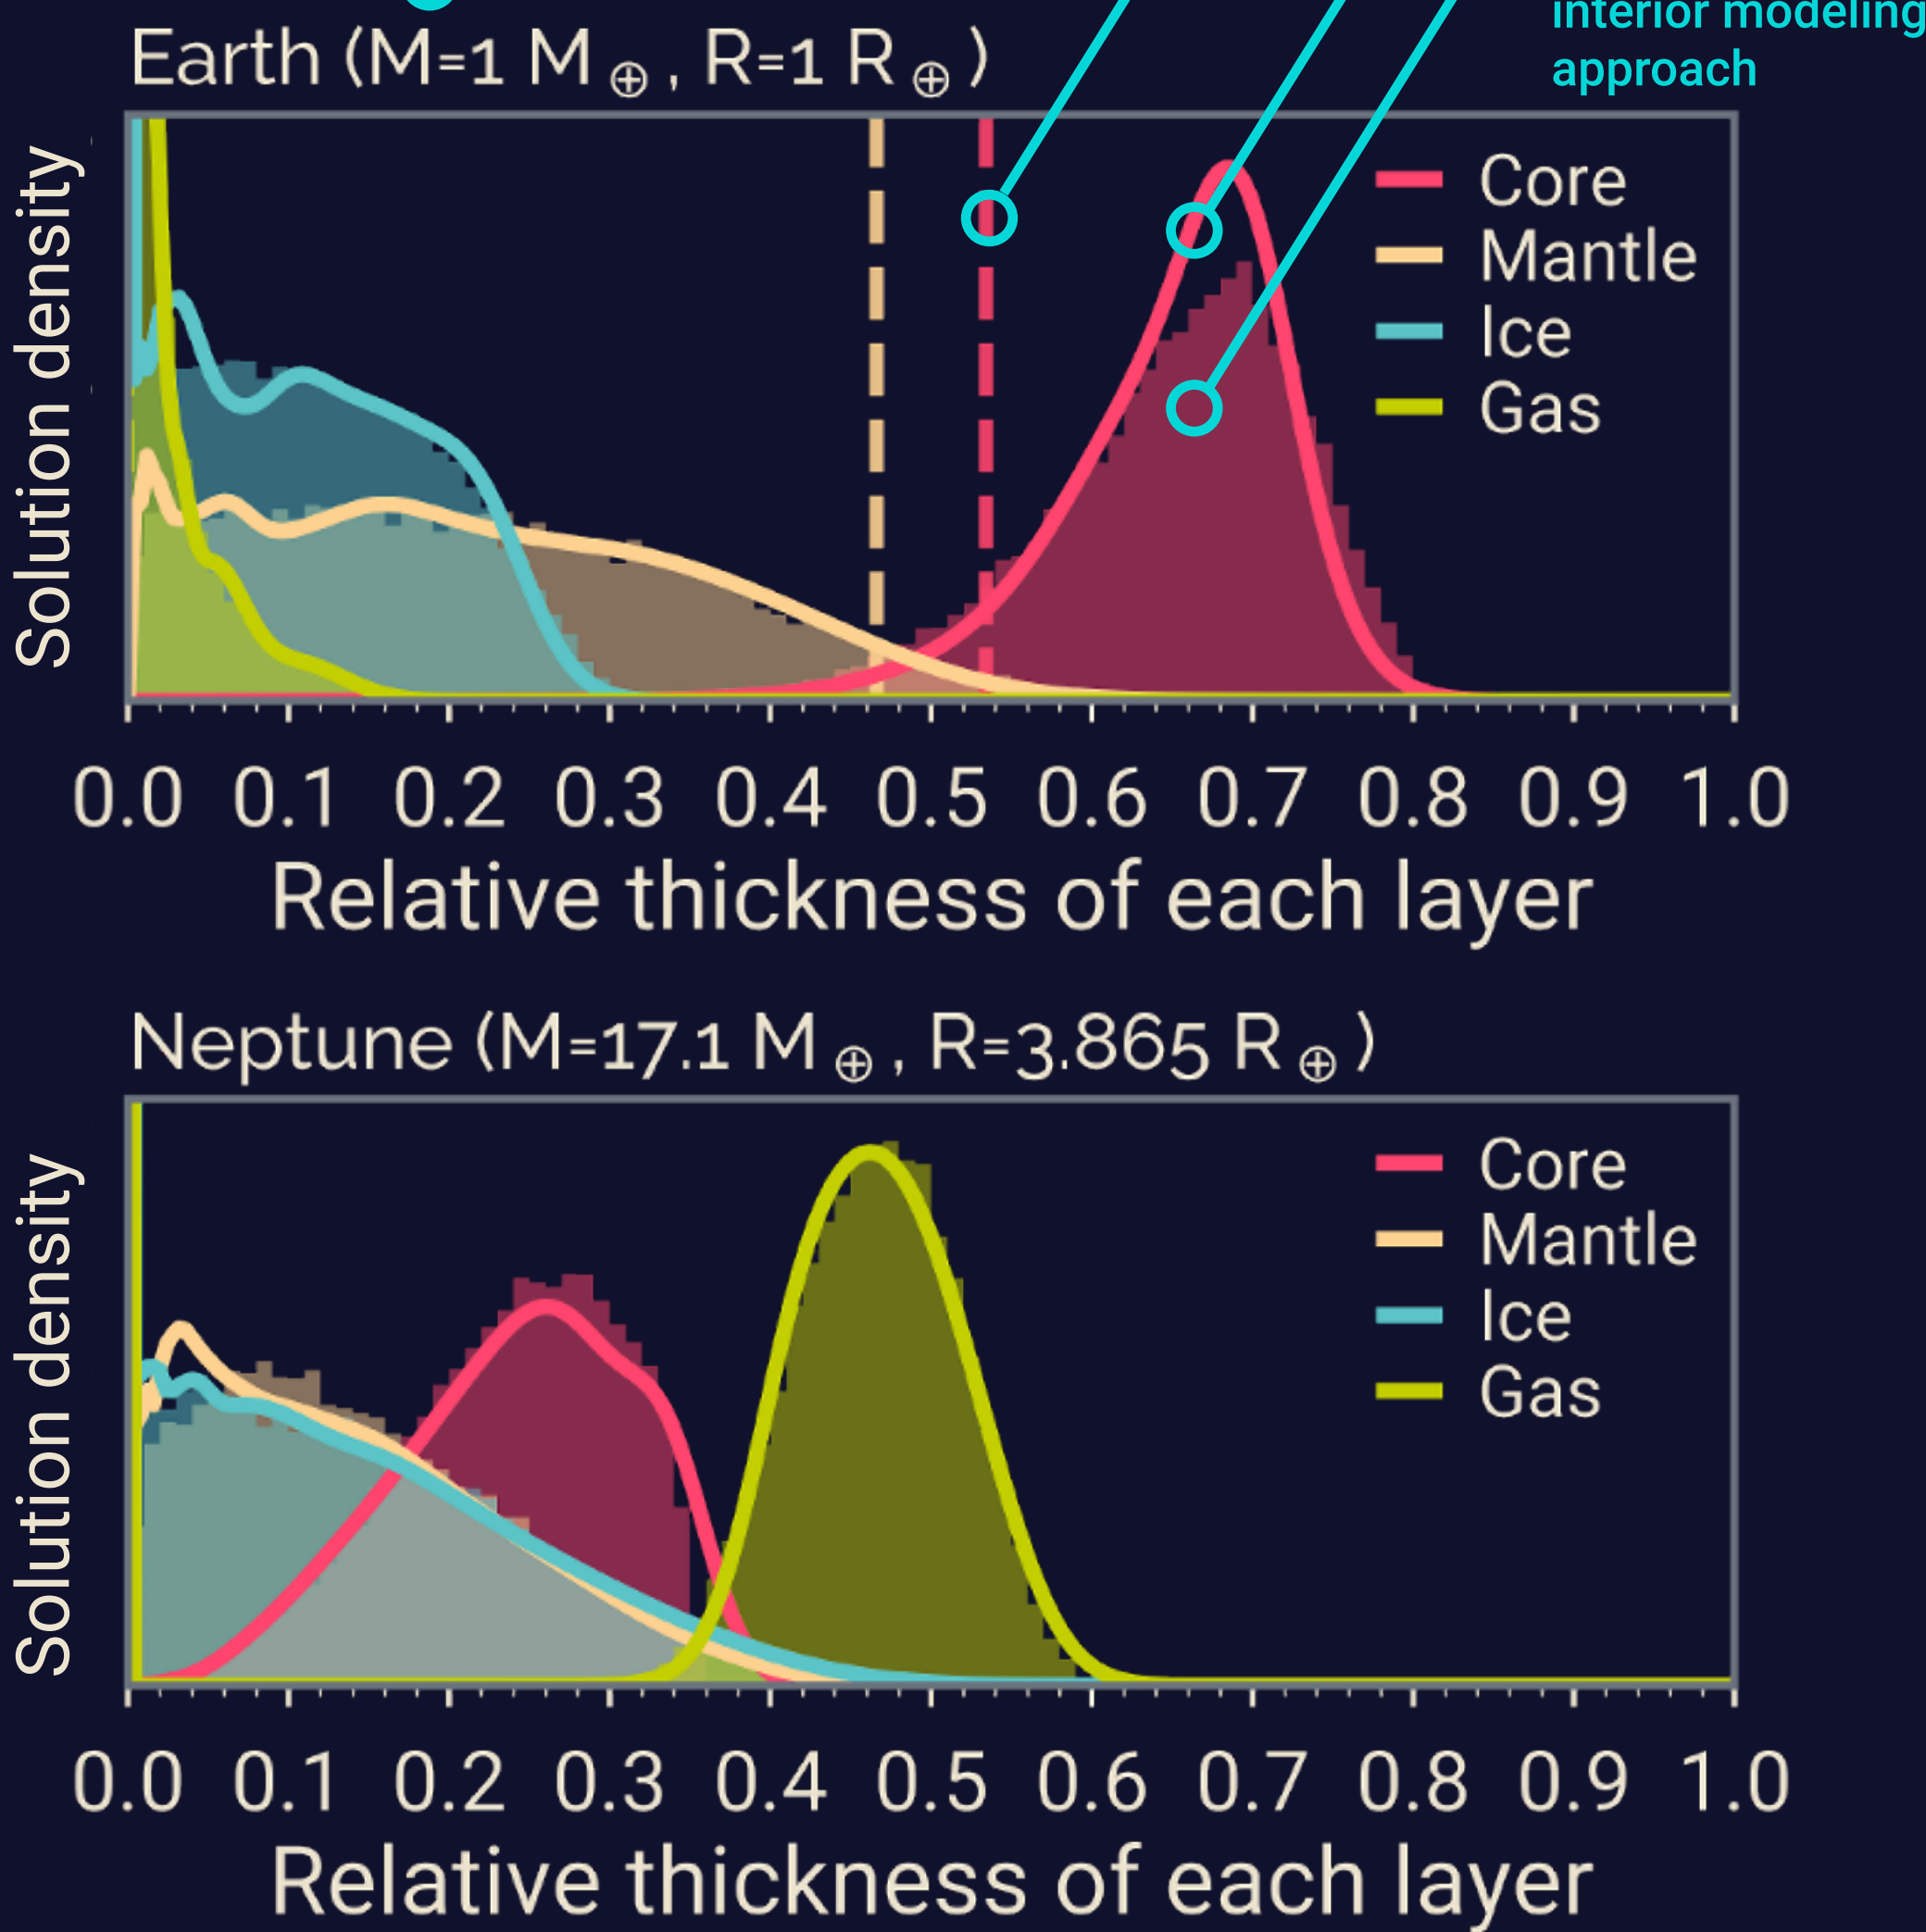 interior modeling
approach
Earth (M=1 M⊕, R=1 R⊕)
Solution density
Core
Mantle
Ice
Gas
0.0 0.1 0.2 0.3 0.4 0.5 0.6 0.7 0.8 0.9 1.0
Relative thickness of each layer
Neptune (M=17.1 M⊕, R=3.865 R⊕)
Solution density
Core
Mantle
Ice
Gas
0.0 0.1 0.2 0.3 0.4 0.5 0.6 0.7 0.8 0.9 1.0
Relative thickness of each layer